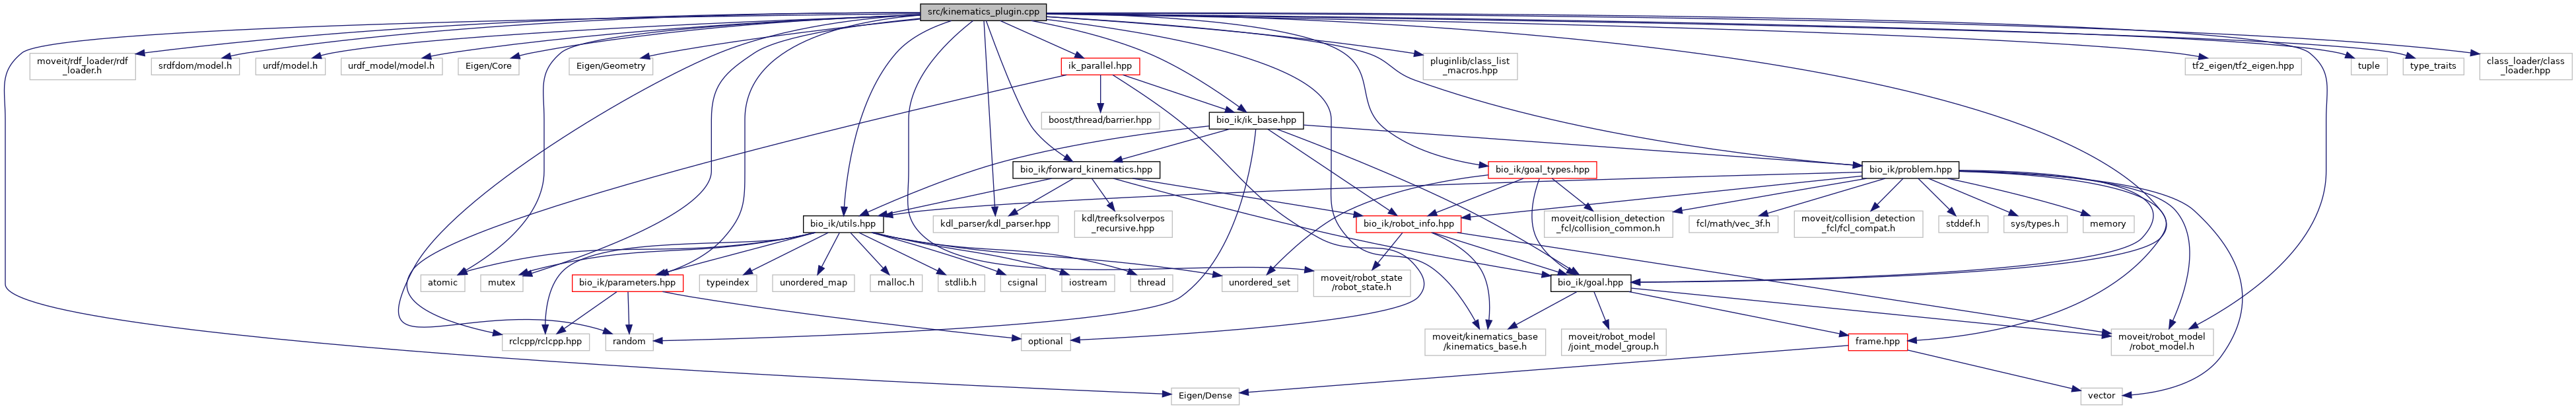 src/kinematics_plugin.cpp
moveit/rdf_loader/rdf
_loader.h
srdfdom/model.h
urdf/model.h
urdf_model/model.h
Eigen/Core
Eigen/Geometry
ik_parallel.hpp
pluginlib/class_list
_macros.hpp
tf2_eigen/tf2_eigen.hpp
tuple
type_traits
class_loader/class
_loader.hpp
boost/thread/barrier.hpp
bio_ik/ik_base.hpp
bio_ik/forward_kinematics.hpp
bio_ik/goal_types.hpp
bio_ik/problem.hpp
bio_ik/utils.hpp
kdl_parser/kdl_parser.hpp
kdl/treefksolverpos
_recursive.hpp
bio_ik/robot_info.hpp
moveit/collision_detection
_fcl/collision_common.h
fcl/math/vec_3f.h
moveit/collision_detection
_fcl/fcl_compat.h
stddef.h
sys/types.h
memory
atomic
mutex
bio_ik/parameters.hpp
typeindex
unordered_map
malloc.h
stdlib.h
csignal
iostream
thread
unordered_set
moveit/robot_state
/robot_state.h
bio_ik/goal.hpp
rclcpp/rclcpp.hpp
random
optional
moveit/kinematics_base
/kinematics_base.h
moveit/robot_model
/joint_model_group.h
frame.hpp
moveit/robot_model
/robot_model.h
Eigen/Dense
vector